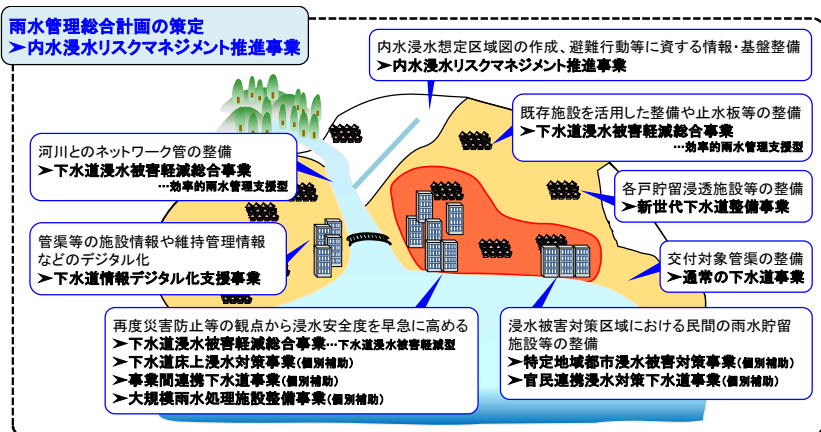 雨水管理総合計画の策定
➤内水浸水リスクマネジメント推進事業
内水浸水想定区域図の作成、避難行動等に資する情報・基盤整備
➤内水浸水リスクマネジメント推進事業
既存施設を活用した整備や止水板等の整備
➤下水道浸水被害軽減総合事業
…効率的雨水管理支援型
河川とのネットワーク管の整備
➤下水道浸水被害軽減総合事業
…効率的雨水管理支援型
各戸貯留浸透施設等の整備
➤新世代下水道整備事業
管渠等の施設情報や維持管理情報
などのデジタル化
➤下水道情報デジタル化支援事業
交付対象管渠の整備
➤通常の下水道事業
再度災害防止等の観点から浸水安全度を早急に高める
➤下水道浸水被害軽減総合事業…下水道浸水被害軽減型
➤下水道床上浸水対策事業(個別補助)
➤事業間連携下水道事業(個別補助)
➤大規模雨水処理施設整備事業(個別補助)
浸水被害対策区域における民間の雨水貯留
施設等の整備
➤特定地域都市浸水被害対策事業(個別補助)
➤官民連携浸水対策下水道事業(個別補助)